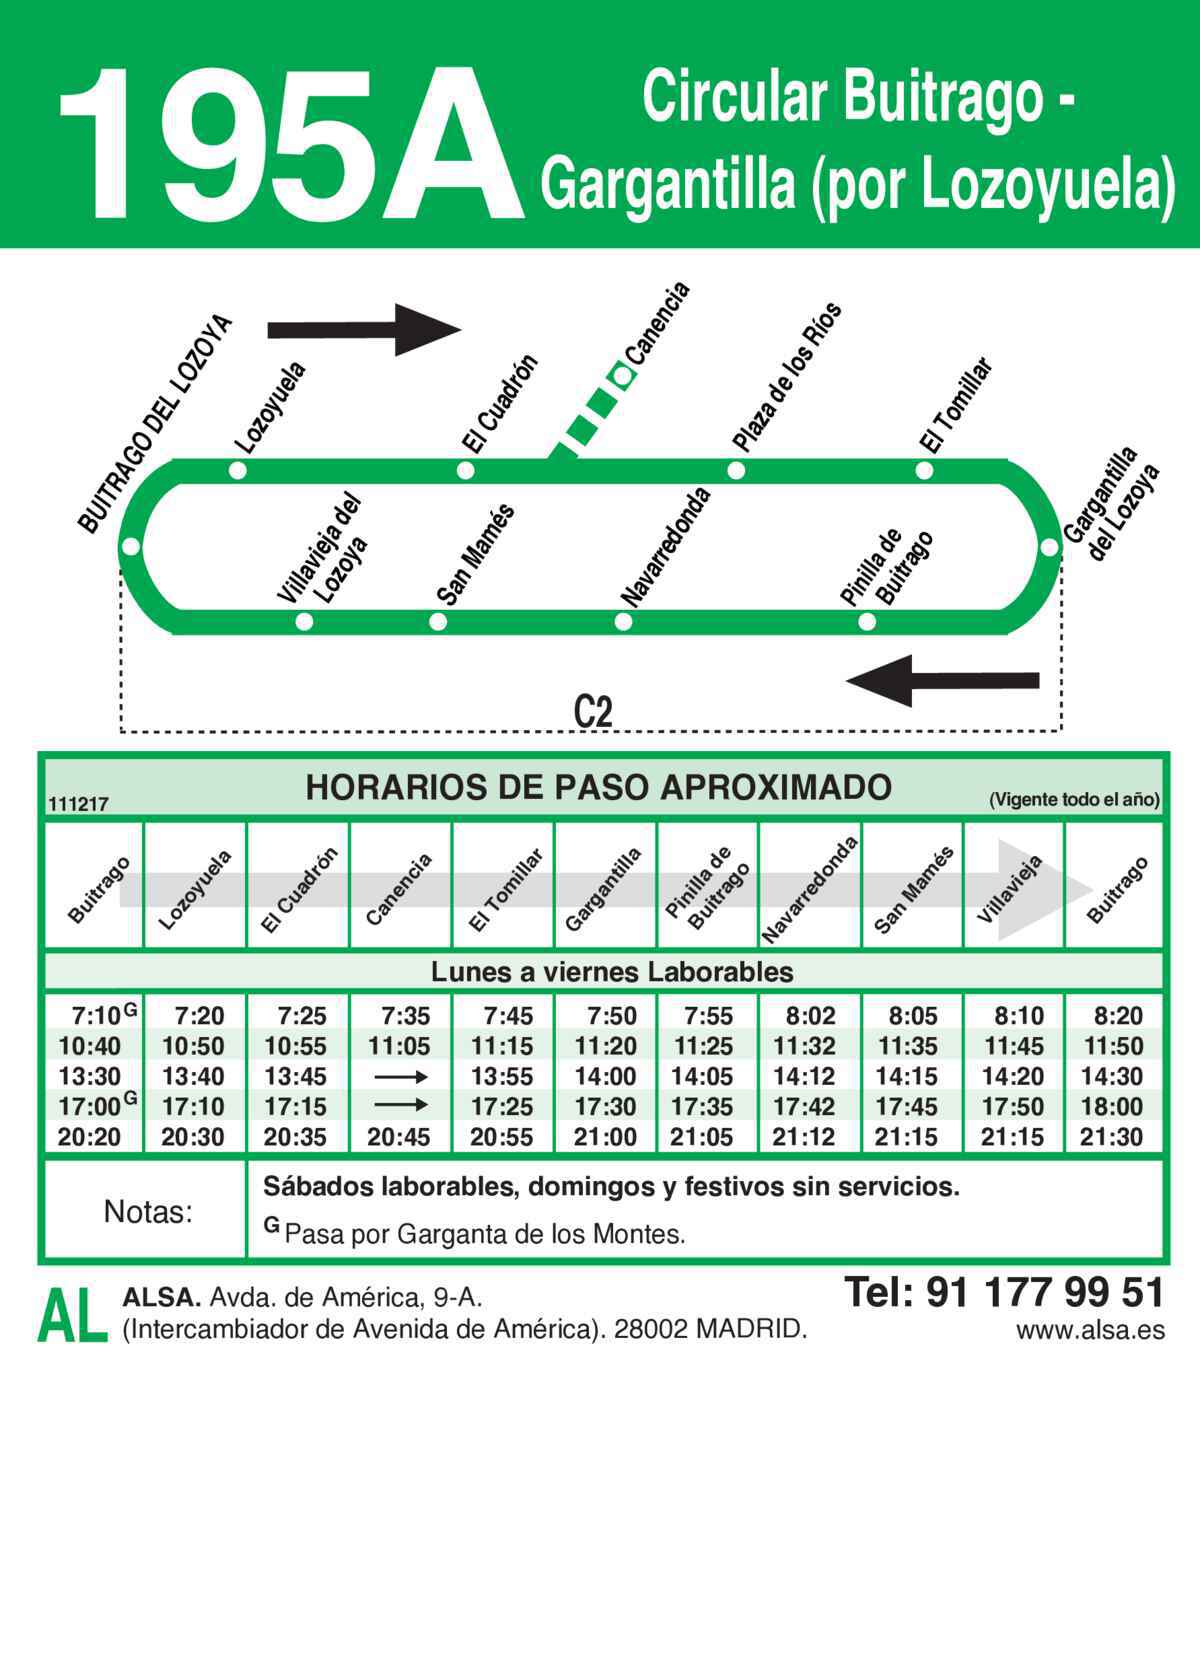 195A
Circular Buitrago -
Gargantilla (por Lozoyuela)
BUITRAGO DEL LOZOYA
Lozoyuela
El Cuadrón
Canencia
Plaza de los Ríos
El Tomillar
Gargantilla
del Lozoya
Villavieja del
Lozoya
San Mamés
Navarredonda
Pinilla de
Buitrago
C2
111217
HORARIOS DE PASO APROXIMADO
(Vigente todo el año)
Buitrago Lozoyuela El Cuadrón Canencia El Tomillar Gargantilla Pinilla de Buitrago Navarredonda San Mamés Villavieja Buitrago
Lunes a viernes Laborables
7:10 G 7:20 7:25 7:35 7:45 7:50 7:55 8:02 8:05 8:10 8:20
10:40 10:50 10:55 11:05 11:15 11:20 11:25 11:32 11:35 11:45 11:50
13:30 13:40 13:45 → 13:55 14:00 14:05 14:12 14:15 14:20 14:30
17:00 G 17:10 17:15 → 17:25 17:30 17:35 17:42 17:45 17:50 18:00
20:20 20:30 20:35 20:45 20:55 21:00 21:05 21:12 21:15 21:15 21:30
Notas:
Sábados laborables, domingos y festivos sin servicios.
G Pasa por Garganta de los Montes.
AL
ALSA. Avda. de América, 9-A.
(Intercambiador de Avenida de América). 28002 MADRID.
Tel: 91 177 99 51
www.alsa.es